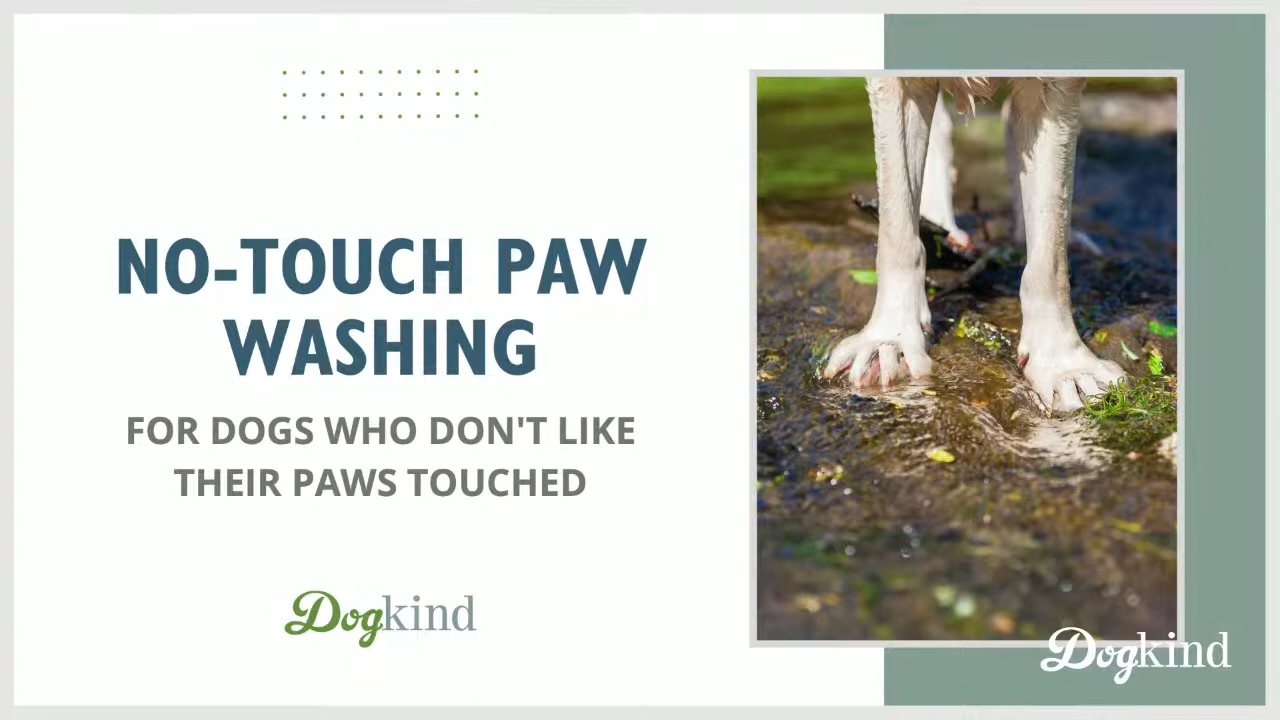 NO-TOUCH PAW
WASHING
FOR DOGS WHO DON'T LIKE
THEIR PAWS TOUCHED
Dogkind
Dogkind